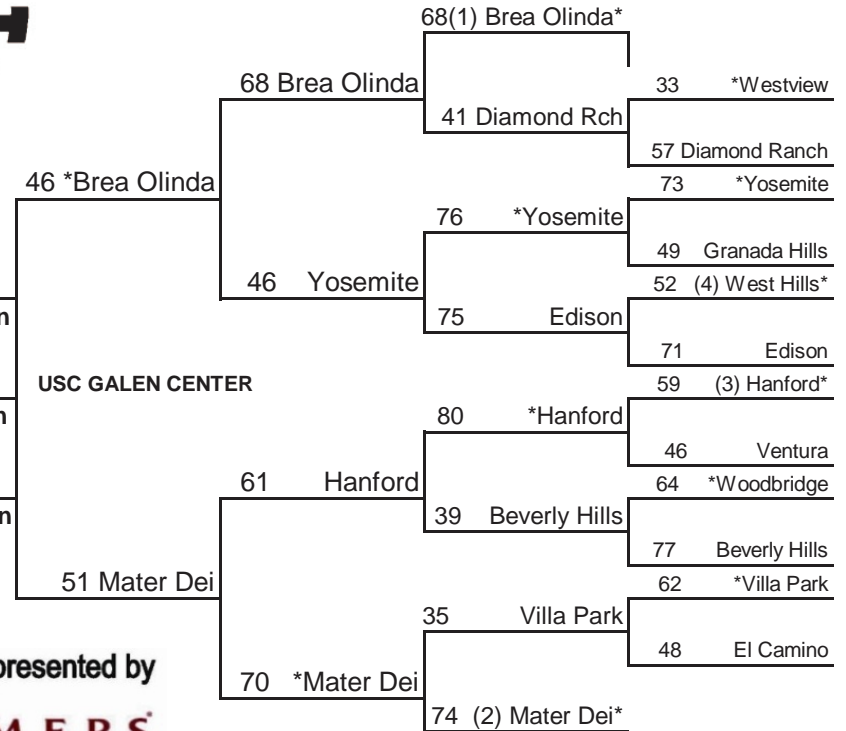 68(1) Brea Olinda*
68 Brea Olinda
33 *Westview
41 Diamond Rch
57 Diamond Ranch
46 *Brea Olinda
73 *Yosemite
76 *Yosemite
49 Granada Hills
46 Yosemite
52 (4) West Hills*
n
75 Edison
71 Edison
USC GALEN CENTER
59 (3) Hanford*
n
80 *Hanford
46 Ventura
61 Hanford
64 *Woodbridge
n
39 Beverly Hills
77 Beverly Hills
51 Mater Dei
62 *Villa Park
35 Villa Park
48 El Camino
presented by
70 *Mater Dei
74 (2) Mater Dei*